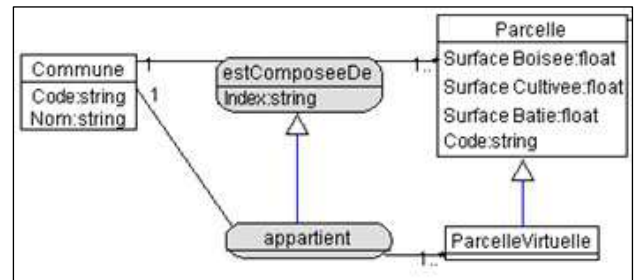 Parcelle
Surface Boisee:float
Surface Cultivee:float
Surface Batie:float
Code:string
1
estComposeeDe
Index:string
1..
Commune
Code:string
Nom:string
1
appartient
1..
ParcelleVirtuelle